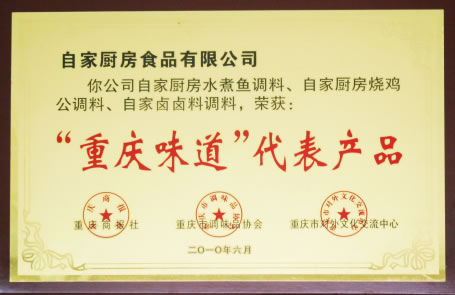 自家厨房食品有限公司
你公司自家厨房水煮鱼调料、自家厨房烧鸡
公调料、自家卤卤料调料，荣获：
“重庆味道”代表产品
重庆商报社 重庆市调味品协会 重庆市对外文化交流中心
二〇一〇年六月